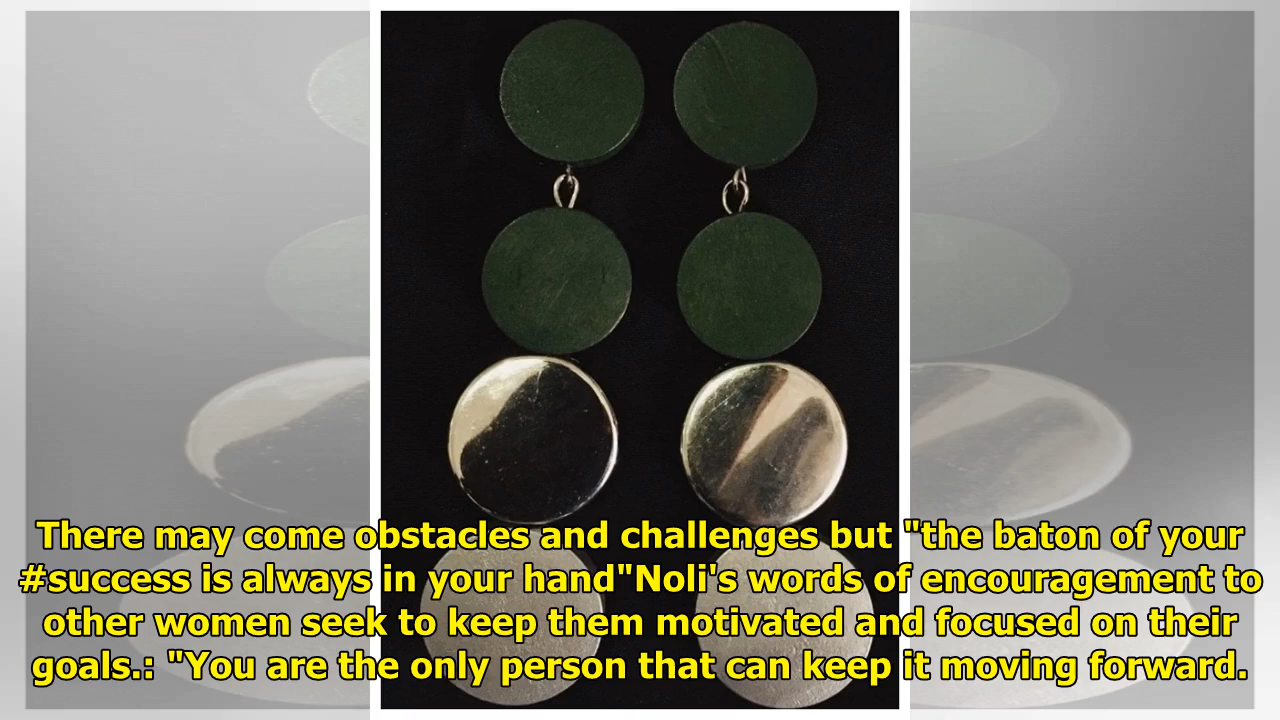 There may come obstacles and challenges but "the baton of your
#success is always in your hand"Noli's words of encouragement to
other women seek to keep them motivated and focused on their
goals.: "You are the only person that can keep it moving forward.